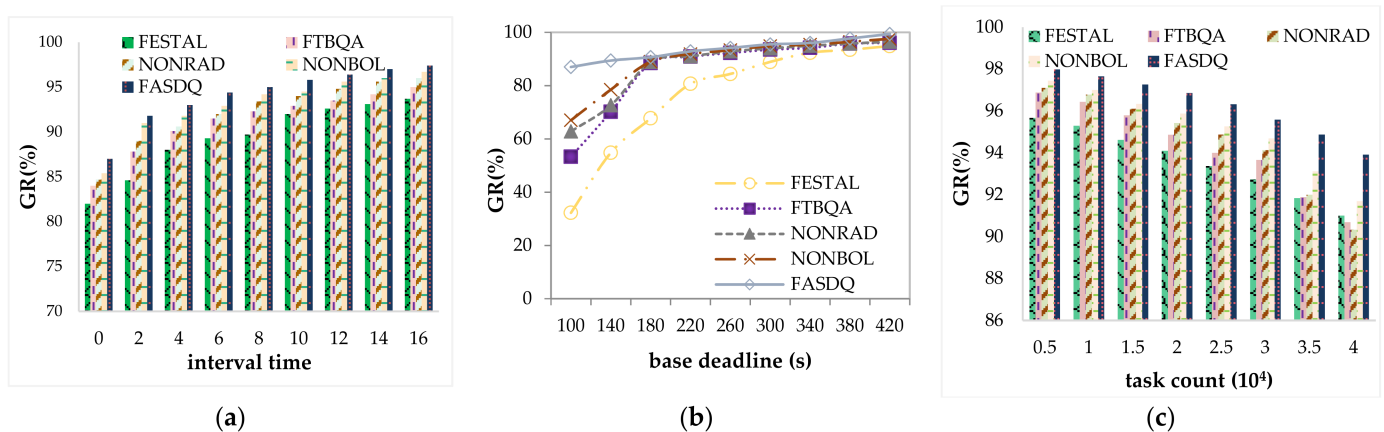 100
95
90
85
80
75
70
GR(%)
FESTAL FTBQA
NONRAD NONBOL
FASDQ
0 2 4 6 8 10 12 14 16
interval time
(a)
100
80
60
40
20
0
GR(%)
FESTAL
FTBQA
NONRAD
NONBOL
FASDQ
100 140 180 220 260 300 340 380 420
base deadline (s)
(b)
100
98
96
94
92
90
88
86
GR(%)
FESTAL FTBQA NONRAD
NONBOL FASDQ
0.5 1 1.5 2 2.5 3 3.5 4
task count (10⁴)
(c)